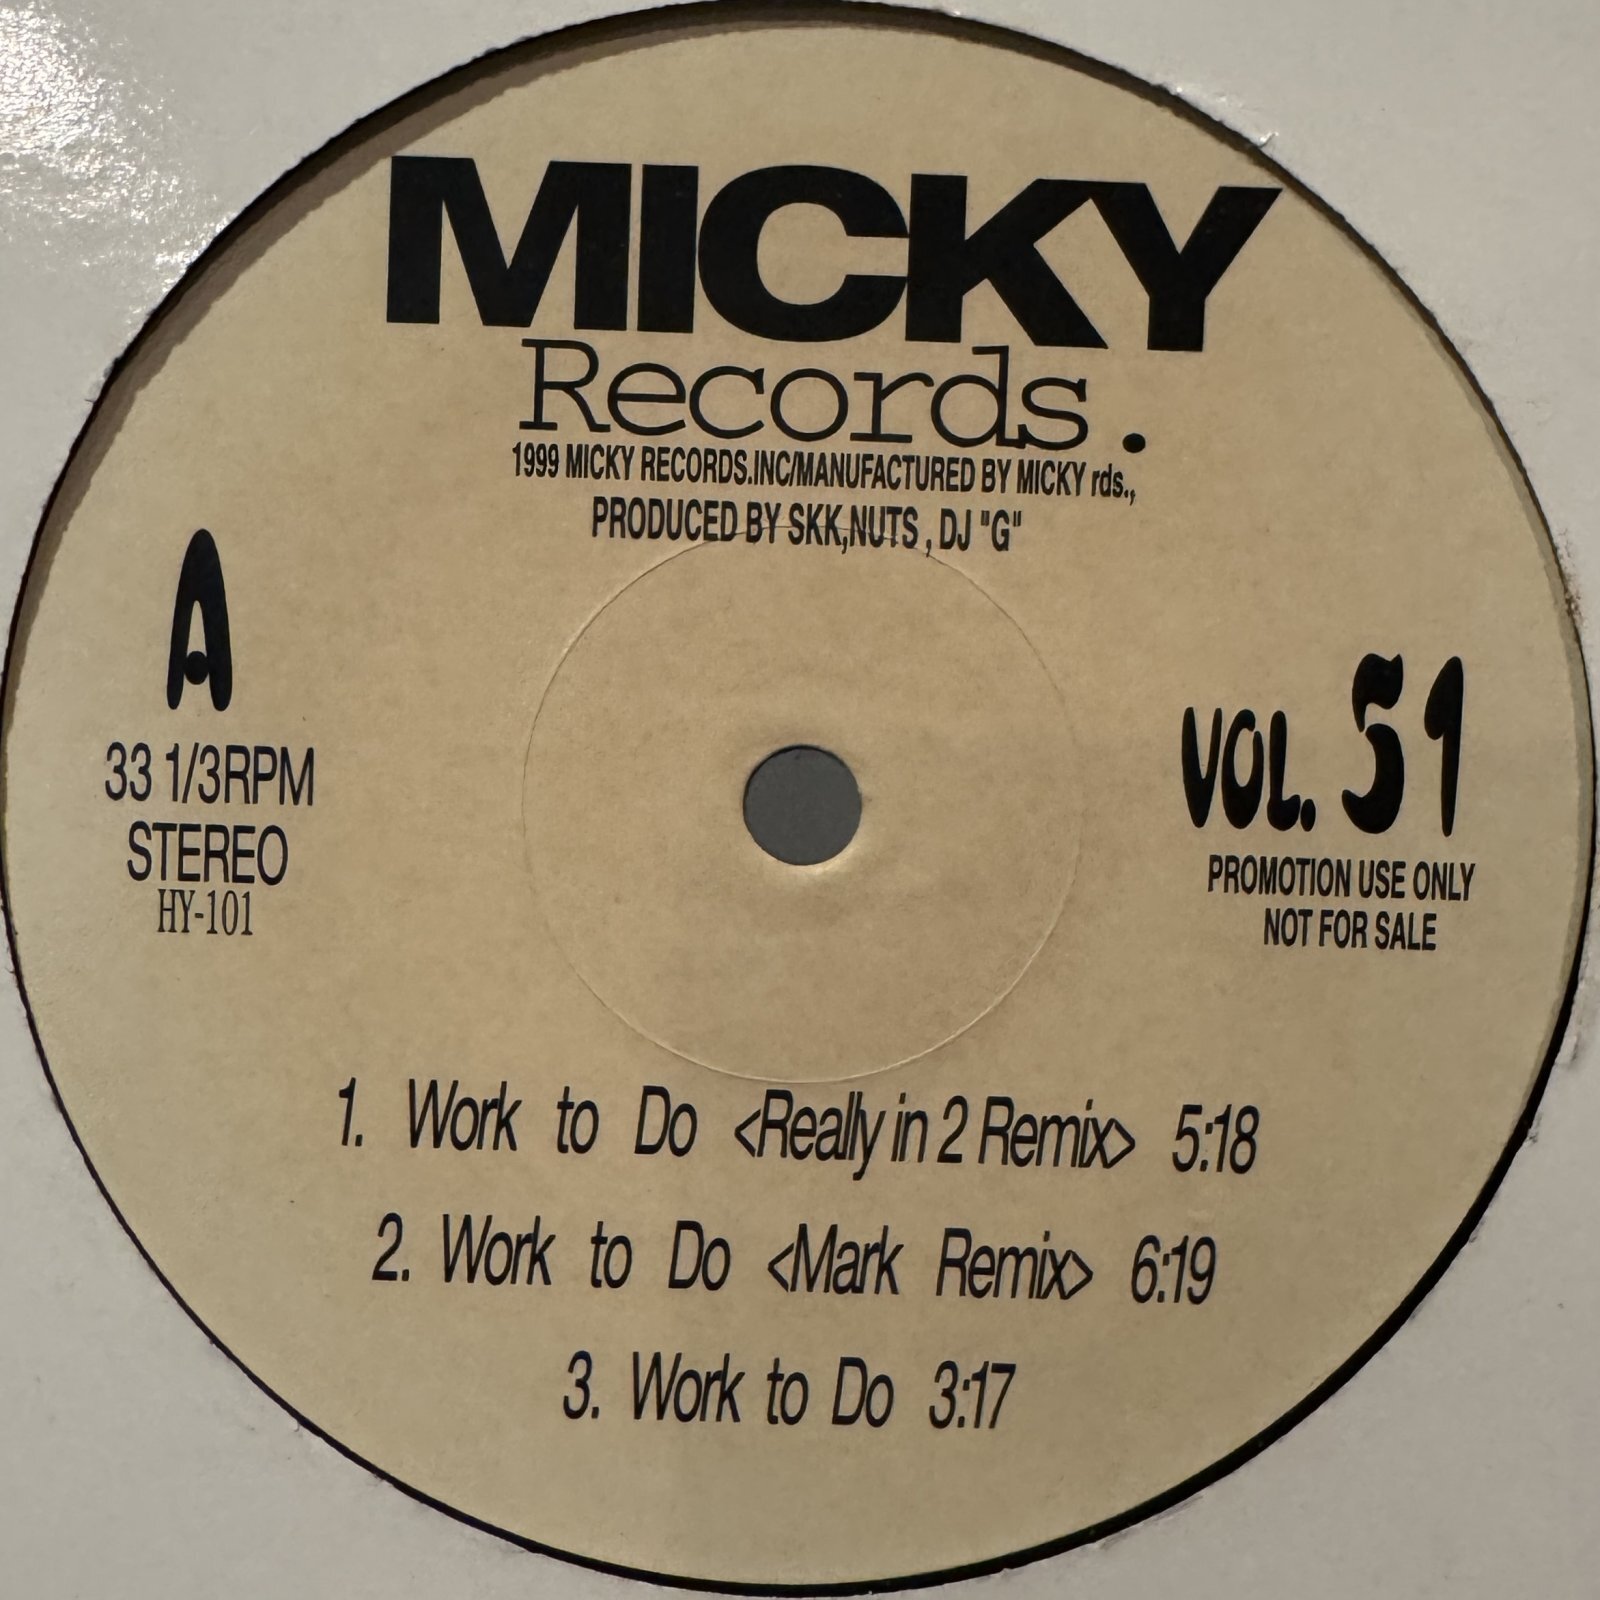 MICKY
Records.
1999 MICKY RECORDS.INC/MANUFACTURED BY MICKY rds.,
PRODUCED BY SKK,NUTS , DJ "G"
A
33 1/3RPM
STEREO
HY-101
VOL. 51
PROMOTION USE ONLY
NOT FOR SALE
1. Work to Do <Really in 2 Remix> 5:18
2. Work to Do <Mark Remix> 6:19
3. Work to Do 3:17